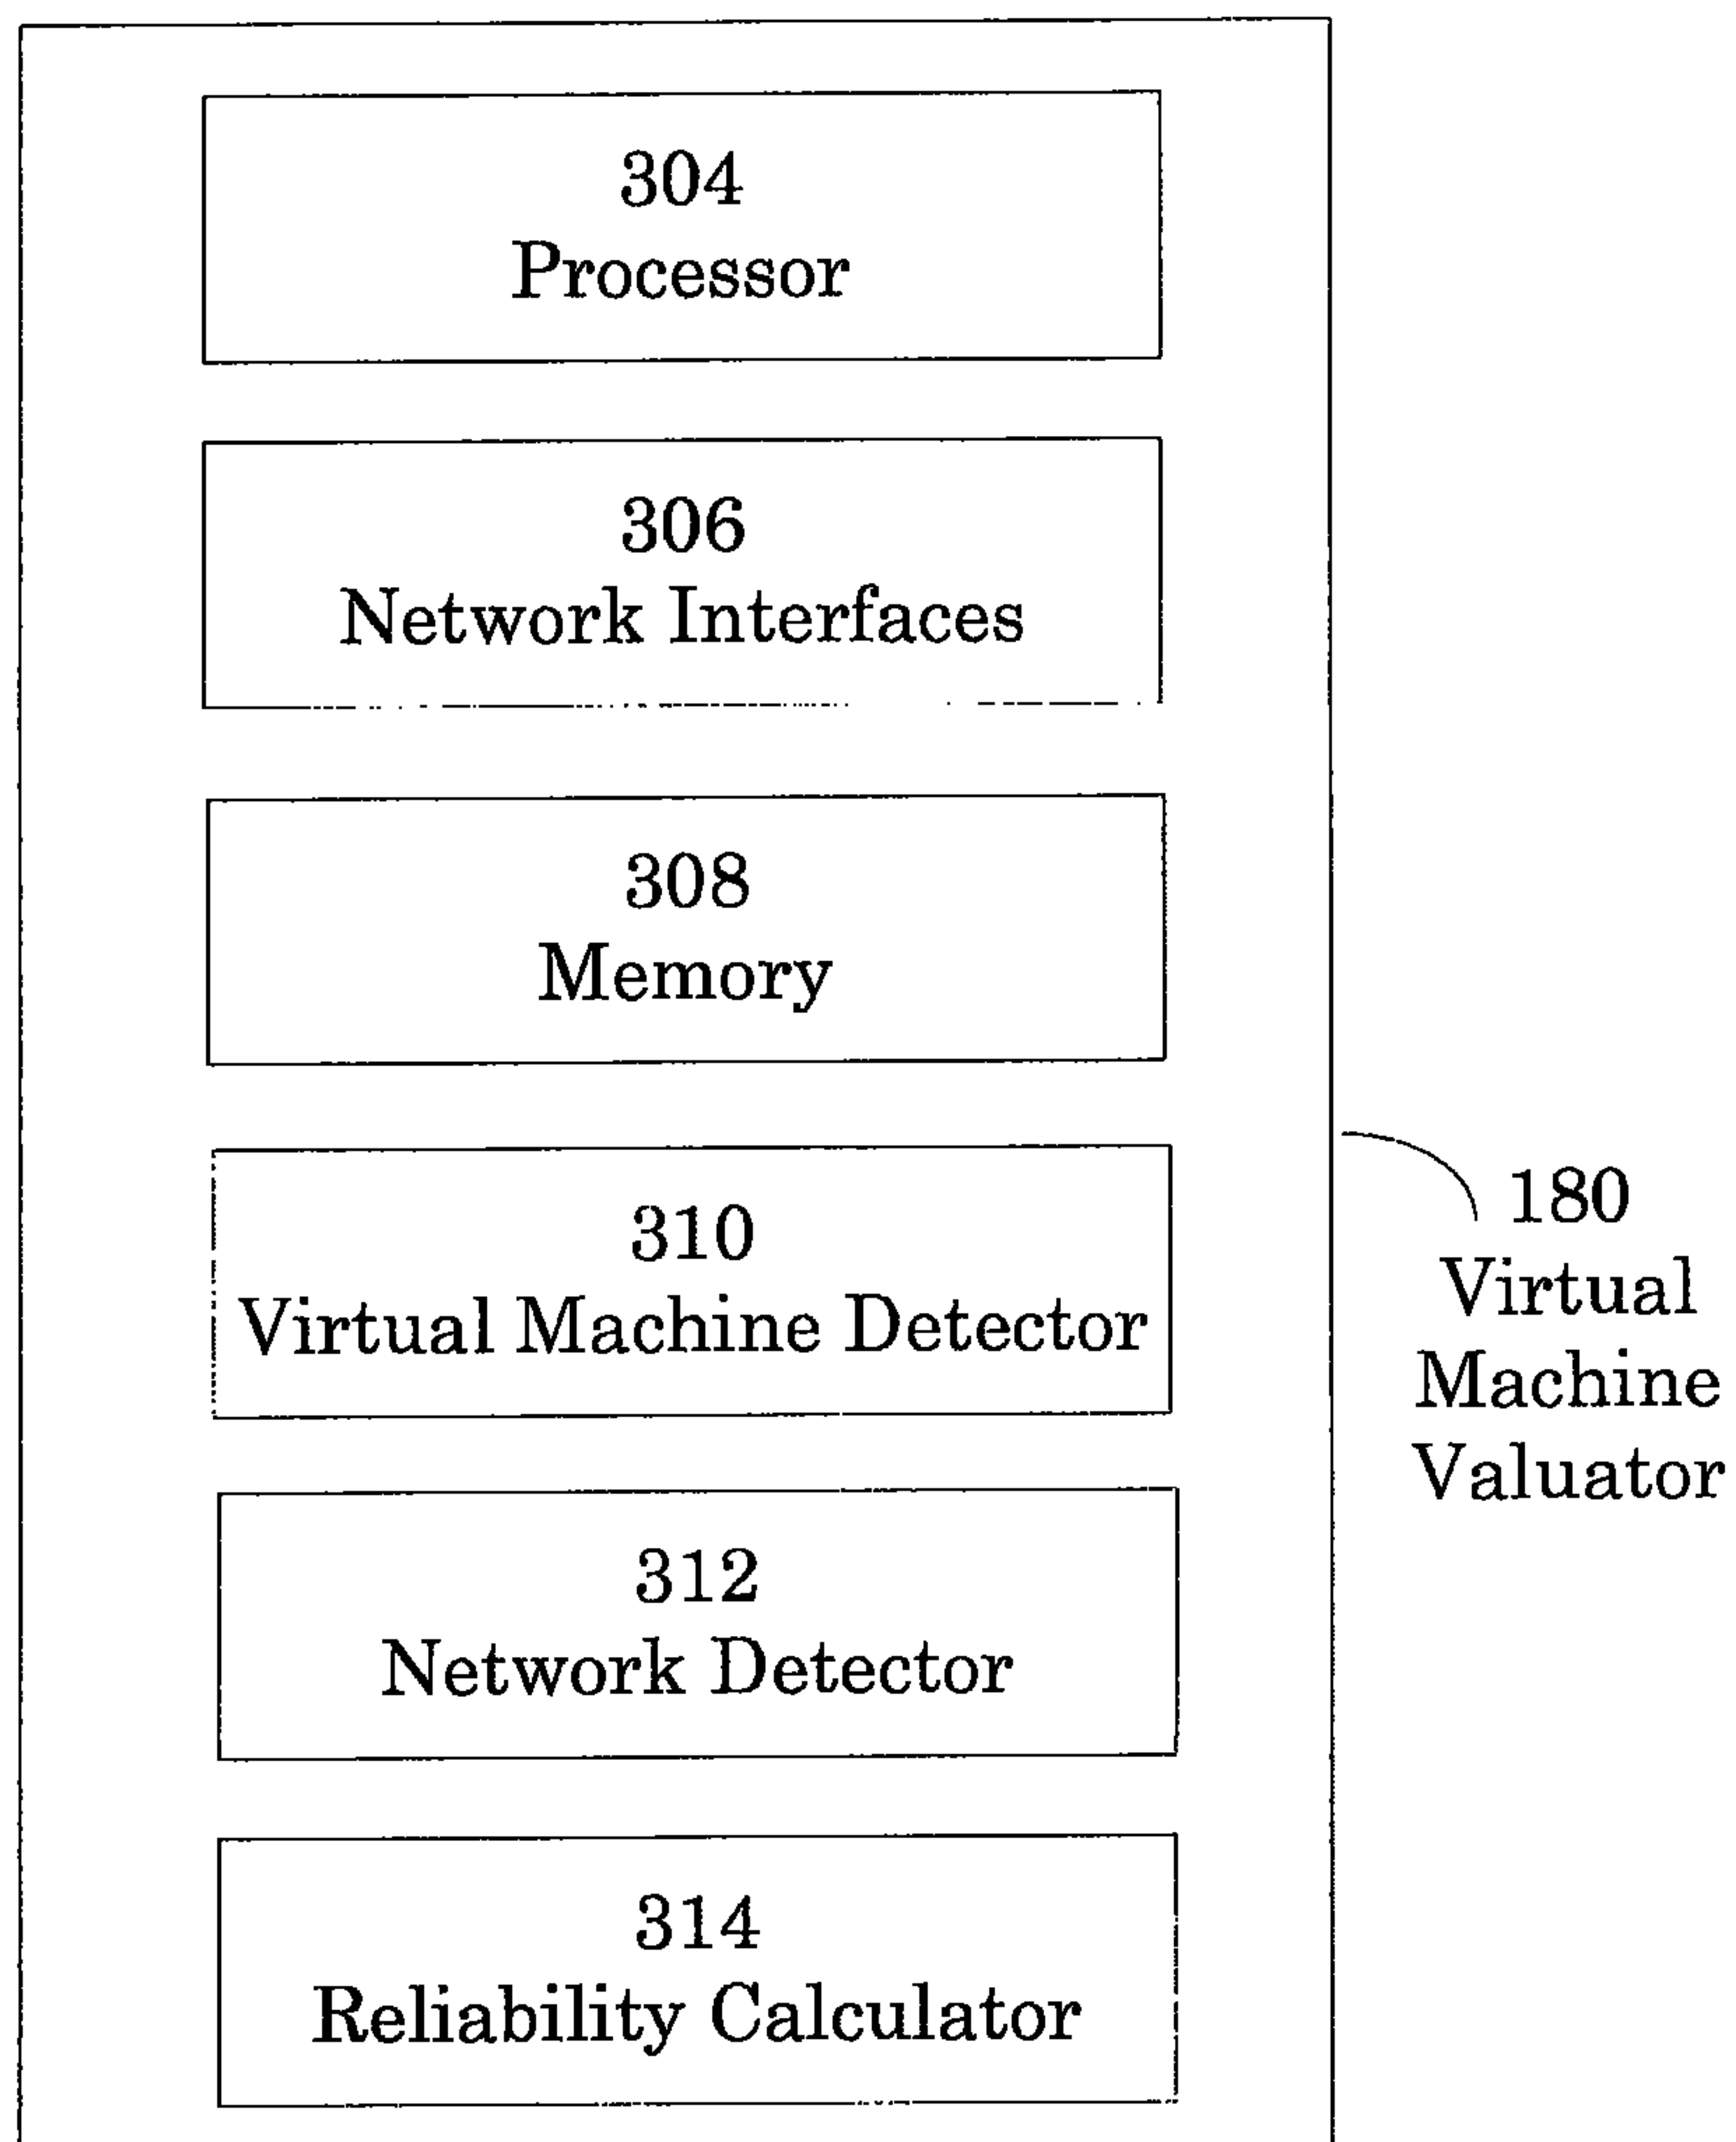 304
Processor
306
Network Interfaces
308
Memory
310
Virtual Machine Detector
312
Network Detector
314
Reliability Calculator
180
Virtual
Machine
Valuator